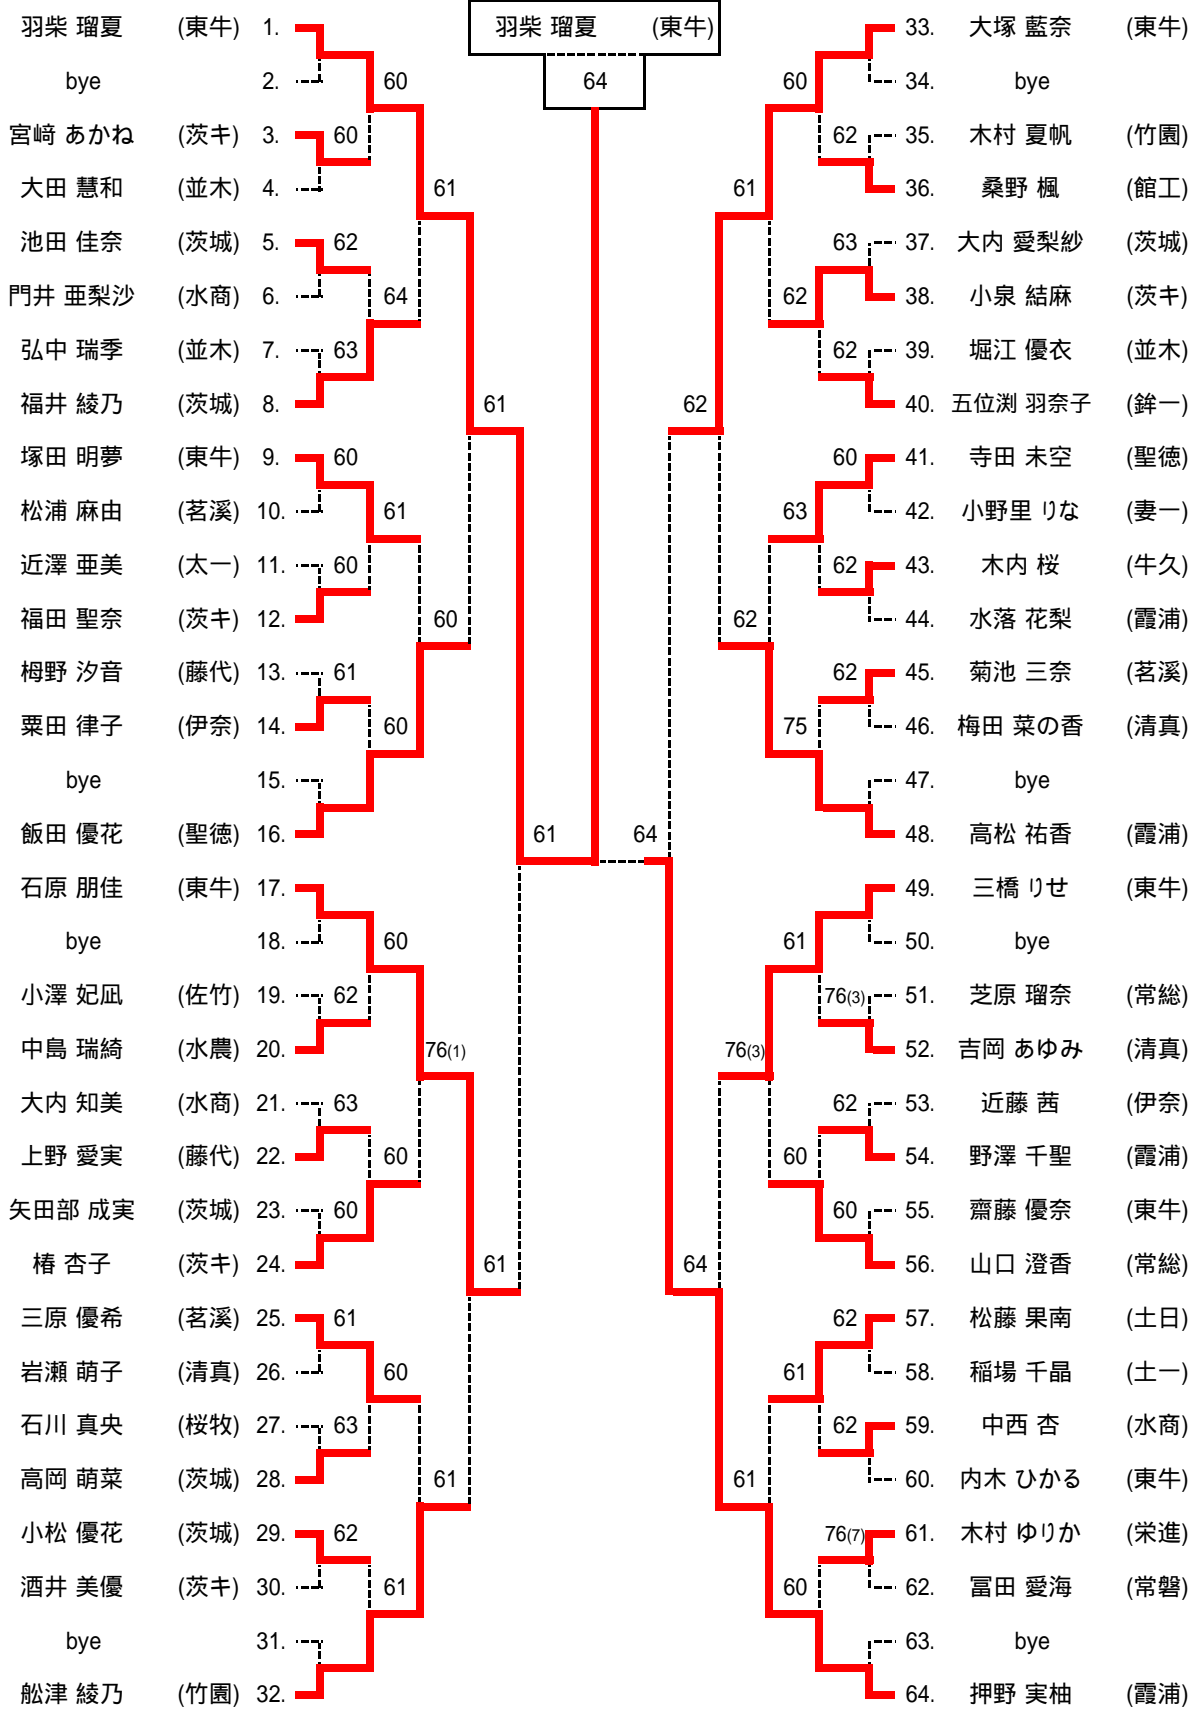 羽柴 瑠夏 (東牛)
64
羽柴 瑠夏 (東牛) 1.
bye 2.
60
宮﨑 あかね (茨キ) 3.
60
大田 慧和 (並木) 4.
61
池田 佳奈 (茨城) 5.
62
門井 亜梨沙 (水商) 6.
64
弘中 瑞季 (並木) 7.
63
福井 綾乃 (茨城) 8.
61
塚田 明夢 (東牛) 9.
60
松浦 麻由 (茗溪) 10.
61
近澤 亜美 (太一) 11.
60
福田 聖奈 (茨キ) 12.
60
栂野 汐音 (藤代) 13.
61
粟田 律子 (伊奈) 14.
60
bye 15.
飯田 優花 (聖徳) 16.
61
石原 朋佳 (東牛) 17.
bye 18.
60
小澤 妃凪 (佐竹) 19.
62
中島 瑞綺 (水農) 20.
76(1)
大内 知美 (水商) 21.
63
上野 愛実 (藤代) 22.
60
矢田部 成実 (茨城) 23.
60
椿 杏子 (茨キ) 24.
61
三原 優希 (茗溪) 25.
61
岩瀬 萌子 (清真) 26.
60
石川 真央 (桜牧) 27.
63
高岡 萌菜 (茨城) 28.
61
小松 優花 (茨城) 29.
62
酒井 美優 (茨キ) 30.
61
bye 31.
舩津 綾乃 (竹園) 32.
33. 大塚 藍奈 (東牛)
60
34. bye
62
35. 木村 夏帆 (竹園)
61
36. 桑野 楓 (館工)
63
37. 大内 愛梨紗 (茨城)
62
38. 小泉 結麻 (茨キ)
62
39. 堀江 優衣 (並木)
62
40. 五位渕 羽奈子 (鉾一)
60
41. 寺田 未空 (聖徳)
63
42. 小野里 りな (妻一)
62
43. 木内 桜 (牛久)
62
44. 水落 花梨 (霞浦)
62
45. 菊池 三奈 (茗溪)
75
46. 梅田 菜の香 (清真)
47. bye
64
48. 高松 祐香 (霞浦)
49. 三橋 りせ (東牛)
61
50. bye
76(3)
51. 芝原 瑠奈 (常総)
76(3)
52. 吉岡 あゆみ (清真)
62
53. 近藤 茜 (伊奈)
60
54. 野澤 千聖 (霞浦)
60
55. 齋藤 優奈 (東牛)
64
56. 山口 澄香 (常総)
62
57. 松藤 果南 (土日)
61
58. 稲場 千晶 (土一)
62
59. 中西 杏 (水商)
61
60. 内木 ひかる (東牛)
76(7)
61. 木村 ゆりか (栄進)
60
62. 冨田 愛海 (常磐)
63. bye
64. 押野 実柚 (霞浦)